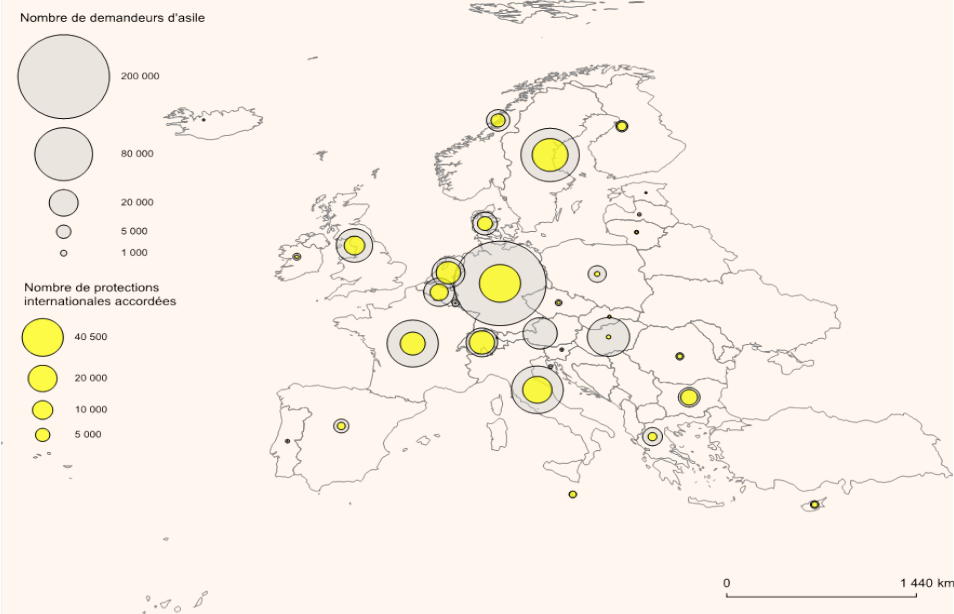 Nombre de demandeurs d'asile
200 000
80 000
20 000
5 000
1 000
Nombre de protections
internationales accordées
40 500
20 000
10 000
5 000
0
1 440 km